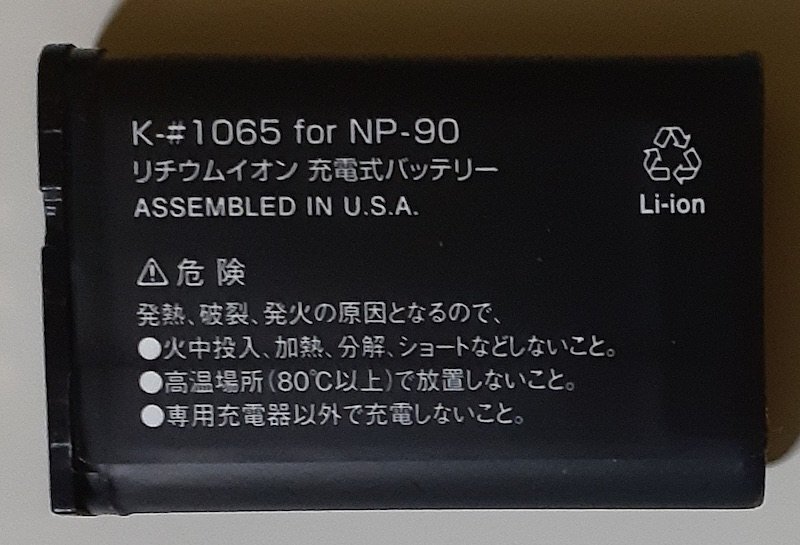 K-#1065 for NP-90
リチウムイオン 充電式バッテリー
ASSEMBLED IN U.S.A.
Li-ion
⚠危険
発熱、破裂、発火の原因となるので、
●火中投入、加熱、分解、ショートなどしないこと。
●高温場所(80℃以上)で放置しないこと。
●専用充電器以外で充電しないこと。